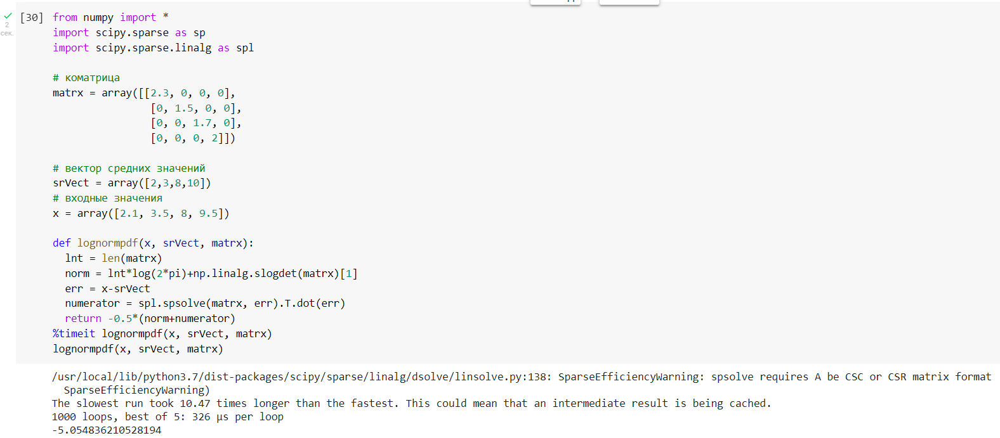 [30] from numpy import *
2
сек.
import scipy.sparse as sp
import scipy.sparse.linalg as spl
# коматрица
matrx = array([[2.3, 0, 0, 0],
[0, 1.5, 0, 0],
[0, 0, 1.7, 0],
[0, 0, 0, 2]])
# вектор средних значений
srVect = array([2,3,8,10])
# входные значения
x = array([2.1, 3.5, 8, 9.5])
def lognormpdf(x, srVect, matrx):
lnt = len(matrx)
norm = lnt*log(2*pi)+np.linalg.slogdet(matrx)[1]
err = x-srVect
numerator = spl.spsolve(matrx, err).T.dot(err)
return -0.5*(norm+numerator)
%timeit lognormpdf(x, srVect, matrx)
lognormpdf(x, srVect, matrx)
/usr/local/lib/python3.7/dist-packages/scipy/sparse/linalg/dsolve/linsolve.py:138: SparseEfficiencyWarning: spsolve requires A be CSC or CSR matrix format
SparseEfficiencyWarning)
The slowest run took 10.47 times longer than the fastest. This could mean that an intermediate result is being cached.
1000 loops, best of 5: 326 µs per loop
-5.054836210528194